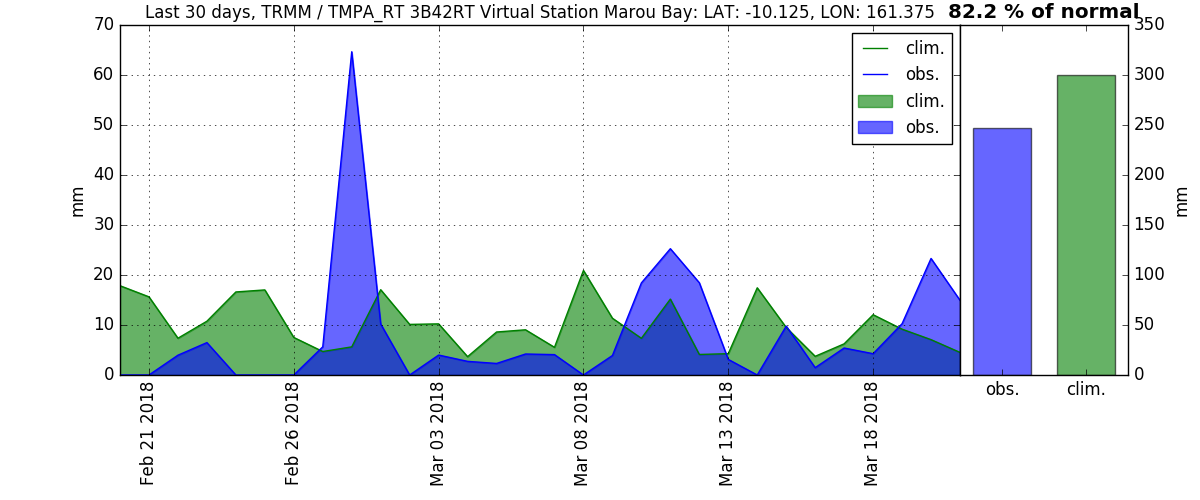 Last 30 days, TRMM / TMPA_RT 3B42RT Virtual Station Marou Bay: LAT: -10.125, LON: 161.375 82.2 % of normal
70
60
50
40
30
20
10
0
mm
clim.
obs.
clim.
obs.
350
300
250
200
150
100
50
0
mm
Feb 21 2018
Feb 26 2018
Mar 03 2018
Mar 08 2018
Mar 13 2018
Mar 18 2018
obs.
clim.